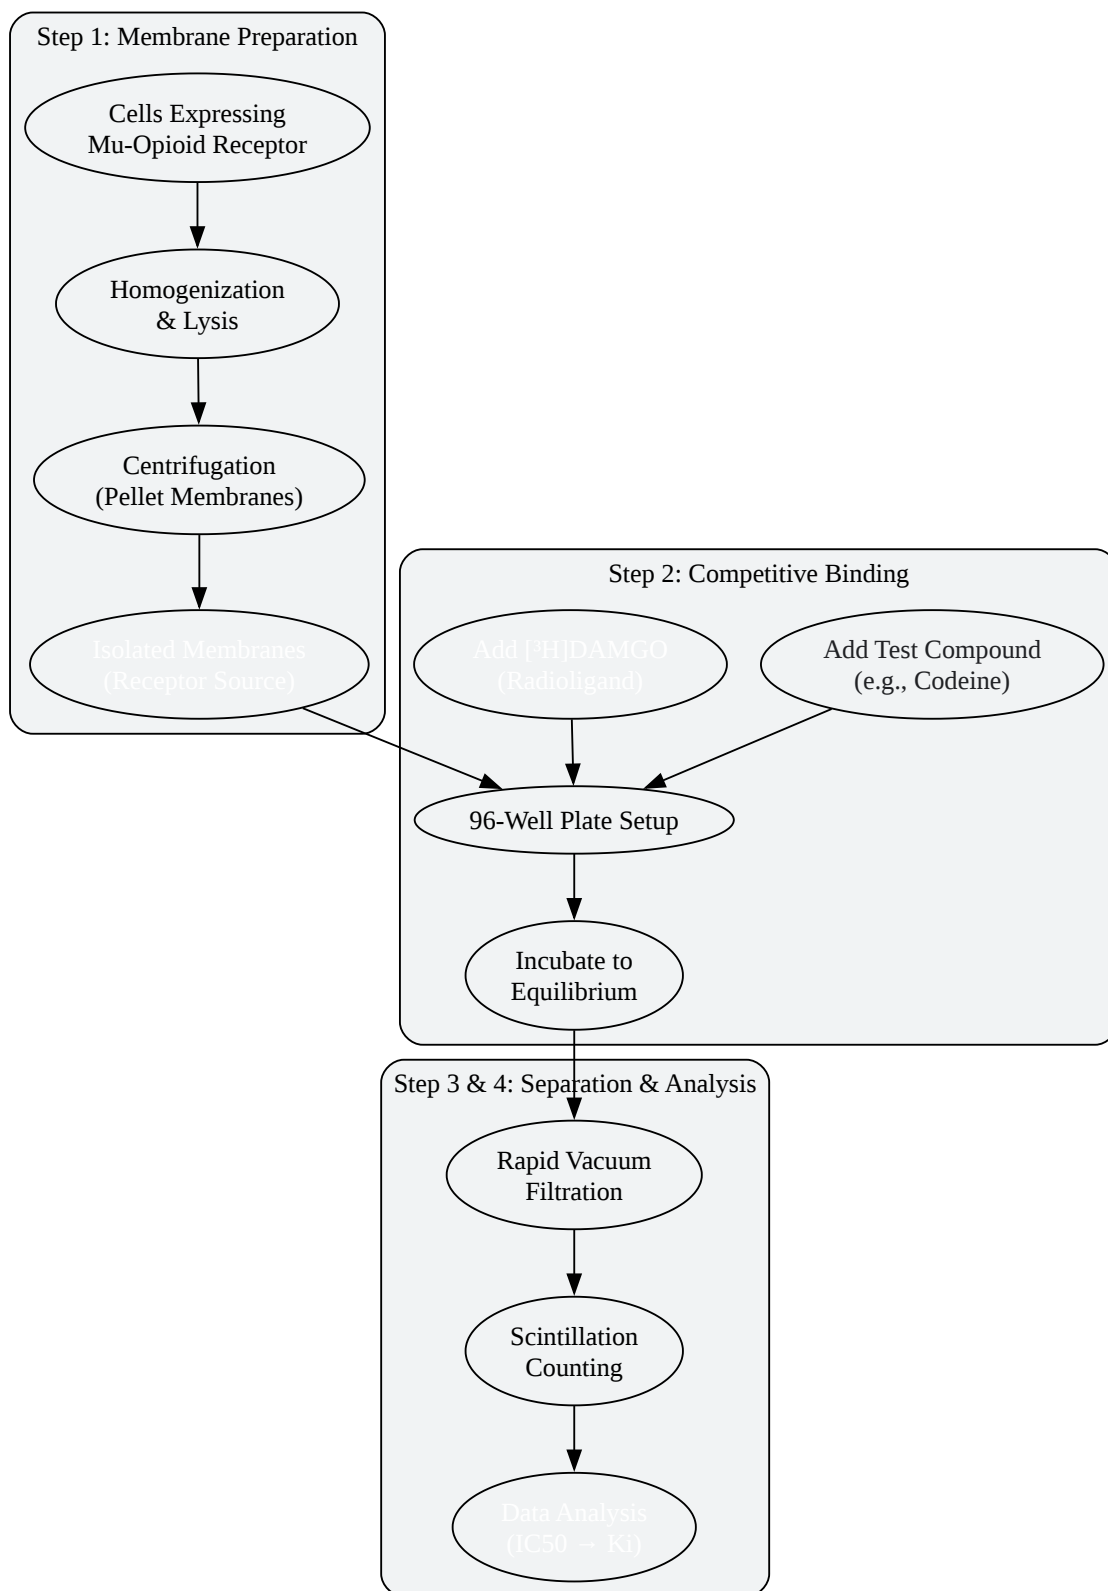 Step 1: Membrane Preparation
Cells Expressing
Mu-Opioid Receptor
Homogenization
& Lysis
Centrifugation
(Pellet Membranes)
Isolated Membranes
(Receptor Source)
Step 2: Competitive Binding
Add [³H]DAMGO
(Radioligand)
Add Test Compound
(e.g., Codeine)
96-Well Plate Setup
Incubate to
Equilibrium
Step 3 & 4: Separation & Analysis
Rapid Vacuum
Filtration
Scintillation
Counting
Data Analysis
(IC50 → Ki)